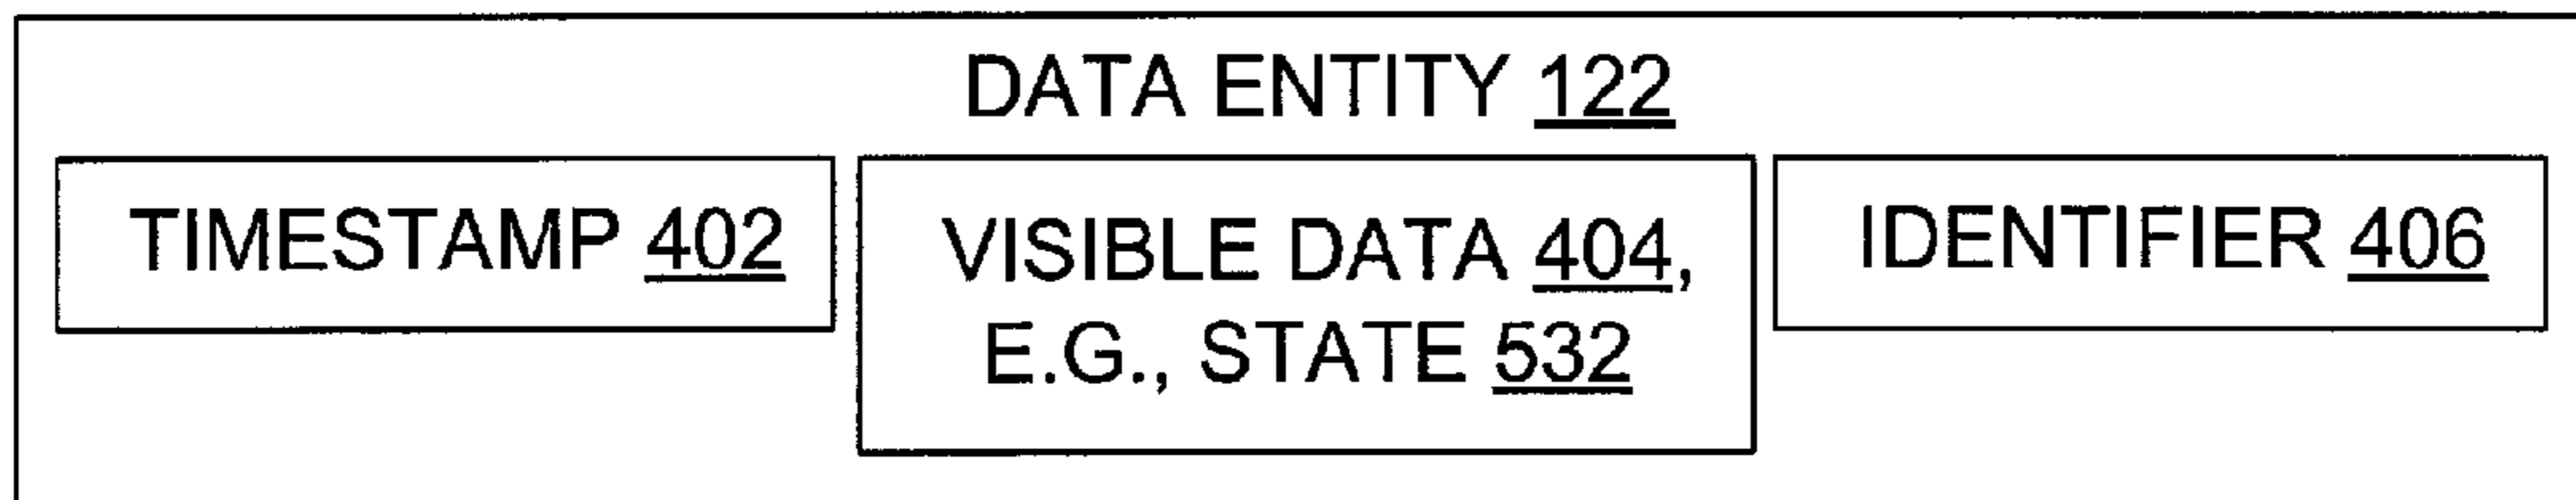 DATA ENTITY 122
TIMESTAMP 402
VISIBLE DATA 404,
E.G., STATE 532
IDENTIFIER 406